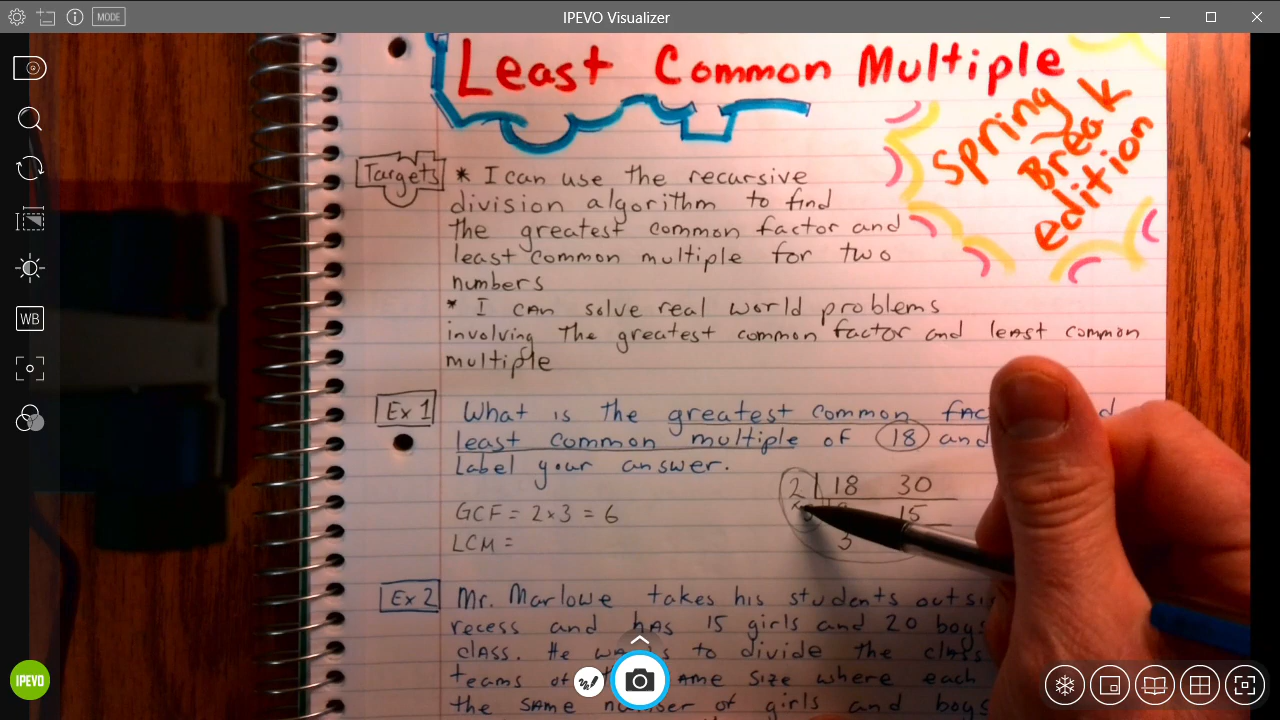 MODE
IPEVO Visualizer
Least Common Multiple
Spring
Break
edition
Targets
* I can use the recursive
division algorithm to find
the greatest common factor and
least common multiple for two
numbers
* I can solve real world problems
involving the greatest common factor and least common
multiple
WB
Ex 1
What is the greatest common
least common multiple of 18 and
Label your answer.
2 18 30
15
3
GCF = 2x3 = 6
LCM =
Ex 2
Mr. Marlowe takes his students
recess and has 15 girls and 20 boys
class. He to divide the
teams of size where each
the same of girls and boys
IPEVO